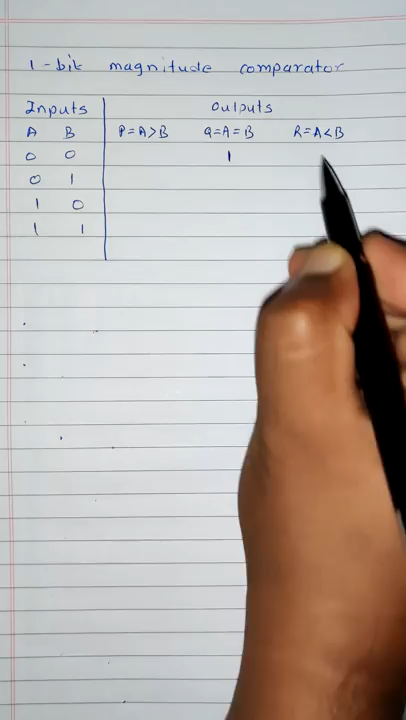 1-bit magnitude comparator
Inputs Outputs
A B P=A>B Q=A=B R=A<B
0 0 1
0 1
1 0
1 1